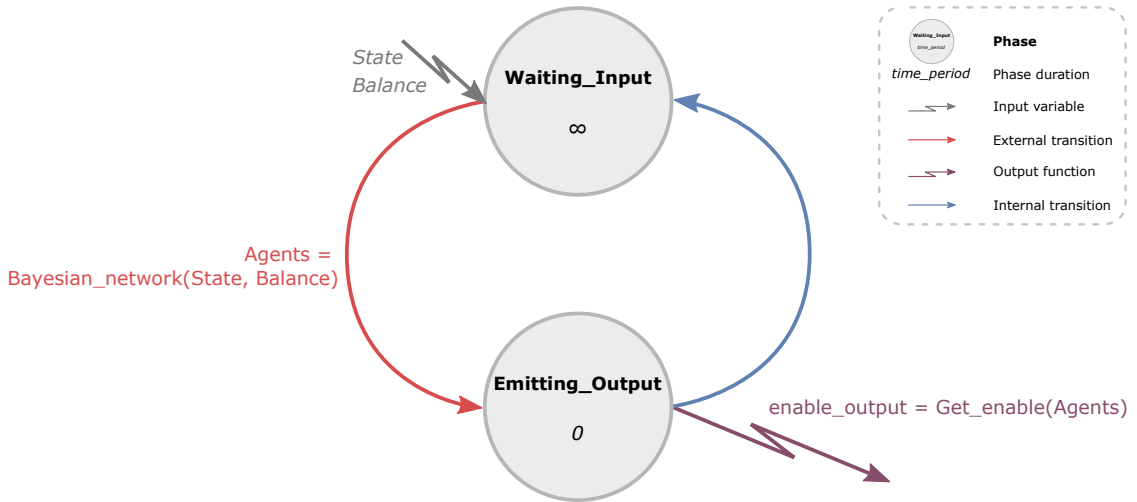 State
Balance
Waiting_Input
∞
Agents =
Bayesian_network(State, Balance)
Emitting_Output
0
enable_output = Get_enable(Agents)
Waiting_Input
time_period
Phase
time_period
Phase duration
Input variable
External transition
Output function
Internal transition